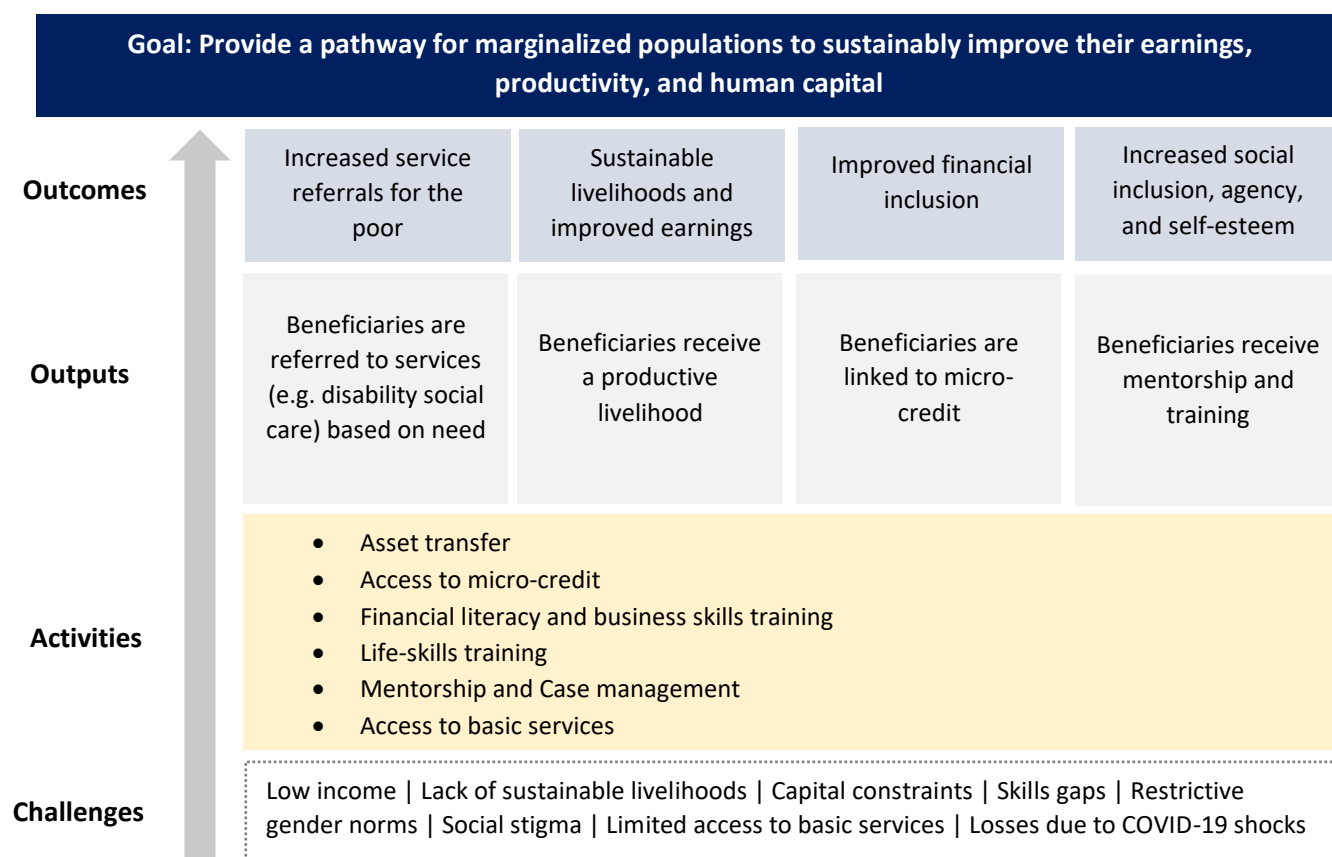 Goal: Provide a pathway for marginalized populations to sustainably improve their earnings,
productivity, and human capital
Outcomes
Increased service
referrals for the
poor
Sustainable
livelihoods and
improved earnings
Improved financial
inclusion
Increased social
inclusion, agency,
and self-esteem
Outputs
Beneficiaries are
referred to services
(e.g. disability social
care) based on need
Beneficiaries receive
a productive
livelihood
Beneficiaries are
linked to micro-
credit
Beneficiaries receive
mentorship and
training
Activities
• Asset transfer
• Access to micro-credit
• Financial literacy and business skills training
• Life-skills training
• Mentorship and Case management
• Access to basic services
Challenges
Low income | Lack of sustainable livelihoods | Capital constraints | Skills gaps | Restrictive
gender norms | Social stigma | Limited access to basic services | Losses due to COVID-19 shocks